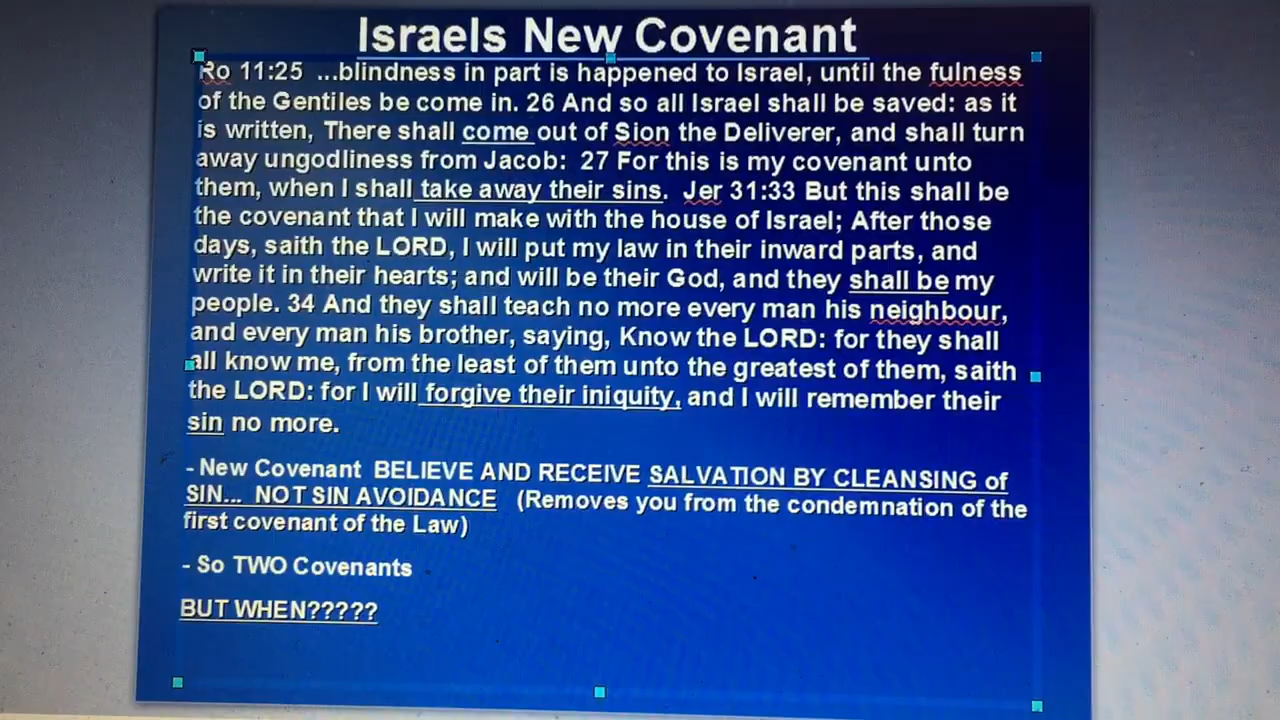 Israels New Covenant
Ro 11:25 ...blindness in part is happened to Israel, until the fulness
of the Gentiles be come in. 26 And so all Israel shall be saved: as it
is written, There shall come out of Sion the Deliverer, and shall turn
away ungodliness from Jacob: 27 For this is my covenant unto
them, when I shall take away their sins. Jer 31:33 But this shall be
the covenant that I will make with the house of Israel; After those
days, saith the LORD, I will put my law in their inward parts, and
write it in their hearts; and will be their God, and they shall be my
people. 34 And they shall teach no more every man his neighbour,
and every man his brother, saying, Know the LORD: for they shall
all know me, from the least of them unto the greatest of them, saith
the LORD: for I will forgive their iniquity, and I will remember their
sin no more.
- New Covenant BELIEVE AND RECEIVE SALVATION BY CLEANSING of
SIN... NOT SIN AVOIDANCE (Removes you from the condemnation of the
first covenant of the Law)
- So TWO Covenants
BUT WHEN?????